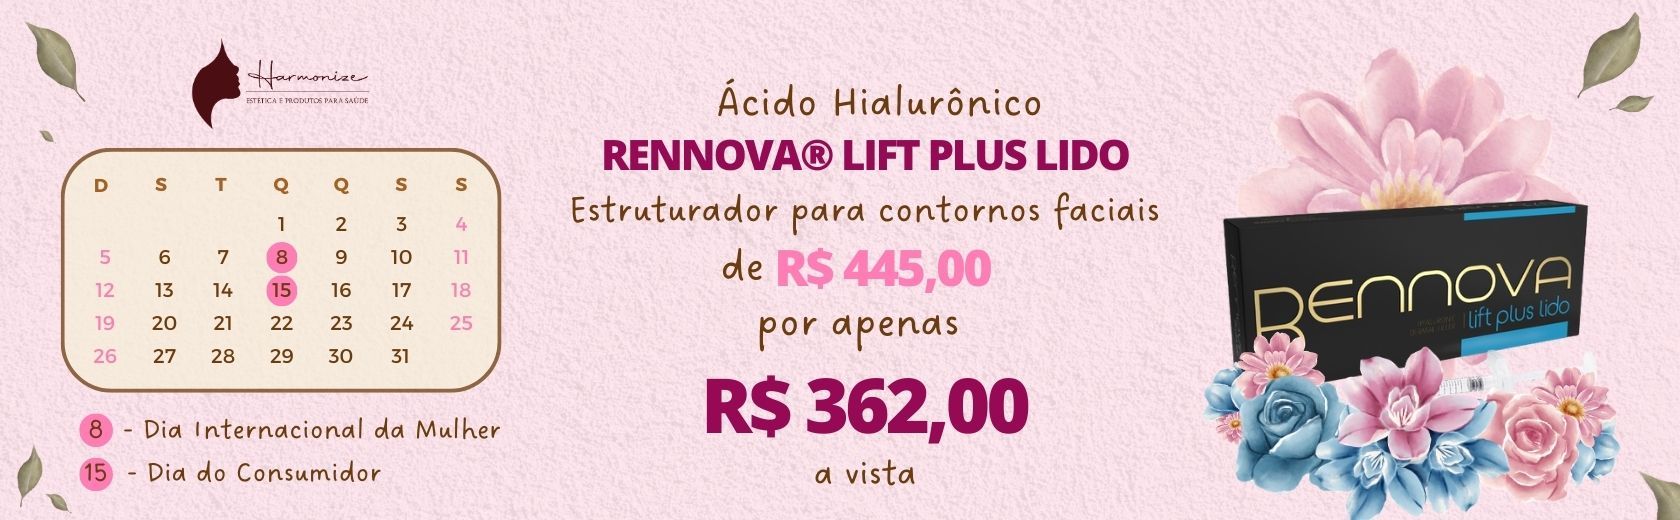 Harmonize
ESTÉTICA E PRODUTOS PARA SAÚDE
D S T Q Q S S
1 2 3 4
5 6 7 8 9 10 11
12 13 14 15 16 17 18
19 20 21 22 23 24 25
26 27 28 29 30 31
8 - Dia Internacional da Mulher
15 - Dia do Consumidor
Ácido Hialurônico
RENNOVA® LIFT PLUS LIDO
Estruturador para contornos faciais
de R$ 445,00
por apenas
R$ 362,00
a vista
RENNOVA
lift plus lido